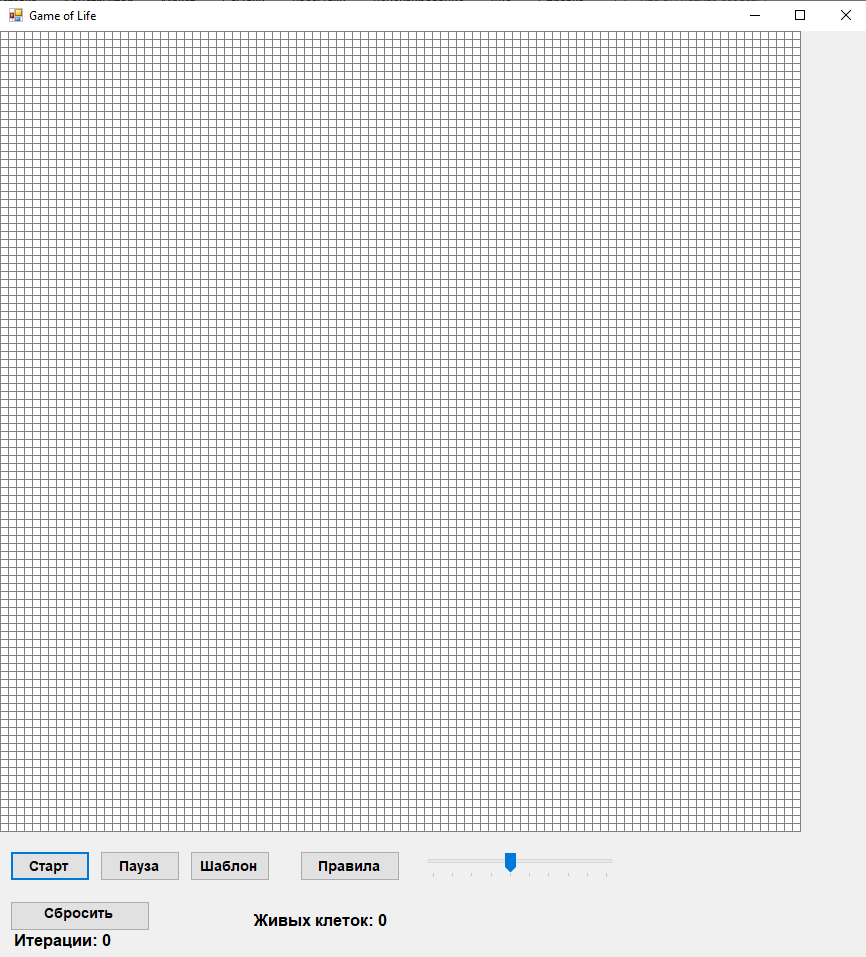 Game of Life
Старт
Пауза
Шаблон
Правила
Сбросить
Живых клеток: 0
Итерации: 0